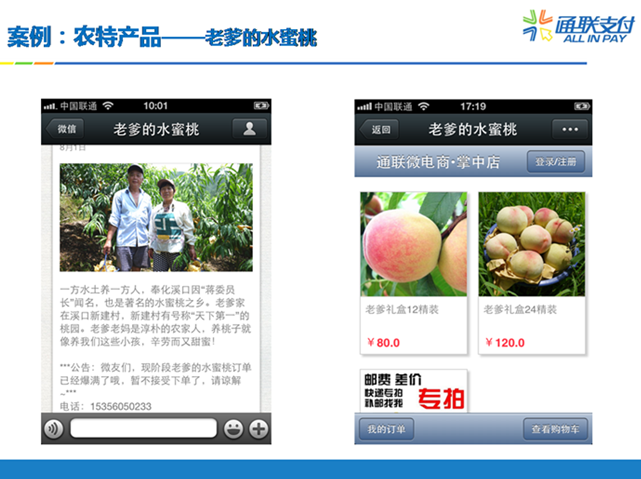 案例：农特产品——老爹的水蜜桃
通联支付
ALL IN PAY
中国联通
10:01
微信
老爹的水蜜桃
8月1日
一方水土养一方人，奉化溪口因“蒋委员
长”闻名，也是著名的水蜜桃之乡。老爹家
在溪口新建村，新建村有号称“天下第一”的
桃园。老爹老妈是淳朴的农家人，养桃子就
像养我们这些小孩，辛劳而又甜蜜！
***公告：微友们，现阶段老爹的水蜜桃订单
已经爆满了哦，暂不接受下单了，请谅解
~***
电话：15356050233
中国联通
17:19
返回
老爹的水蜜桃
通联微电商·掌中店
登录/注册
老爹礼盒12精装
￥80.0
老爹礼盒24精装
￥120.0
邮费 差价
快递专拍
补邮找我
专拍
我的订单
查看购物车